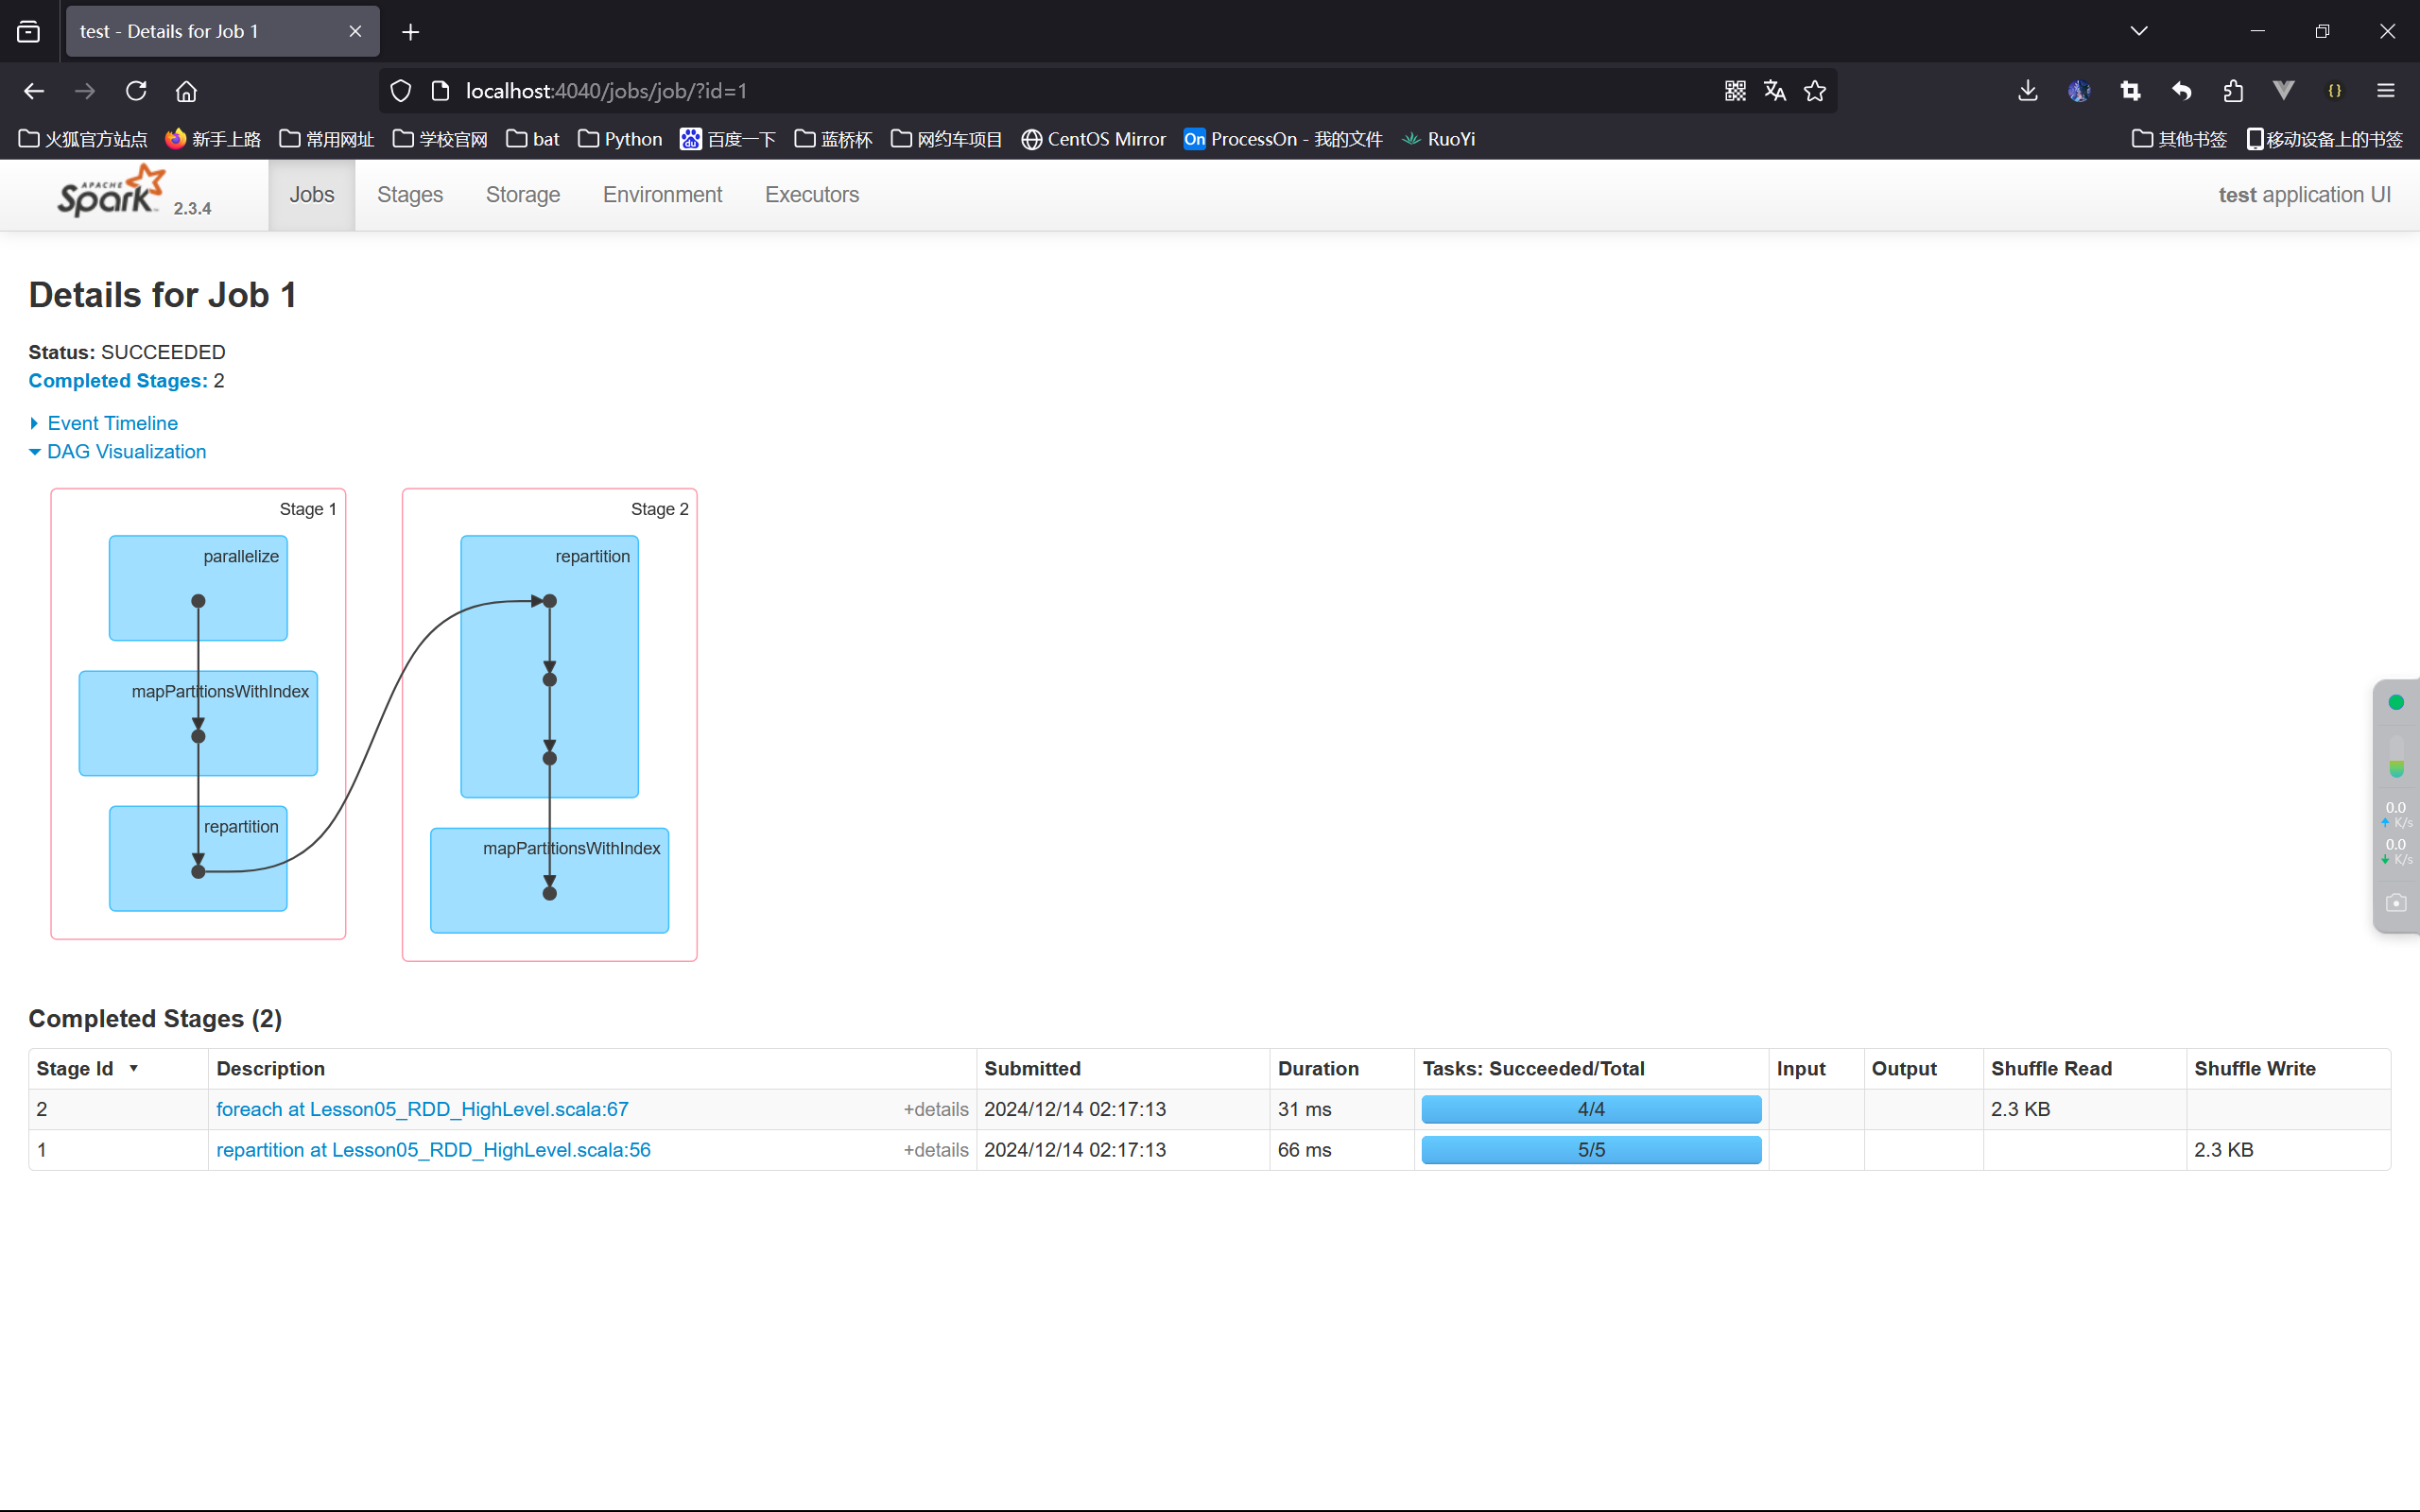 test - Details for Job 1
localhost:4040/jobs/job/?id=1
火狐官方站点 新手上路 常用网址 学校官网 bat Python 百度一下 蓝桥杯 网约车项目 CentOS Mirror On ProcessOn - 我的文件 RuoYi 其他书签 移动设备上的书签
APACHE Spark 2.3.4 Jobs Stages Storage Environment Executors test application UI
Details for Job 1
Status: SUCCEEDED
Completed Stages: 2
Event Timeline
DAG Visualization
Stage 1
parallelize
mapPartitionsWithIndex
repartition
Stage 2
repartition
mapPartitionsWithIndex
Completed Stages (2)
Stage Id Description Submitted Duration Tasks: Succeeded/Total Input Output Shuffle Read Shuffle Write
2 foreach at Lesson05_RDD_HighLevel.scala:67 +details 2024/12/14 02:17:13 31 ms 4/4 2.3 KB
1 repartition at Lesson05_RDD_HighLevel.scala:56 +details 2024/12/14 02:17:13 66 ms 5/5 2.3 KB
0.0
K/s
0.0
K/s